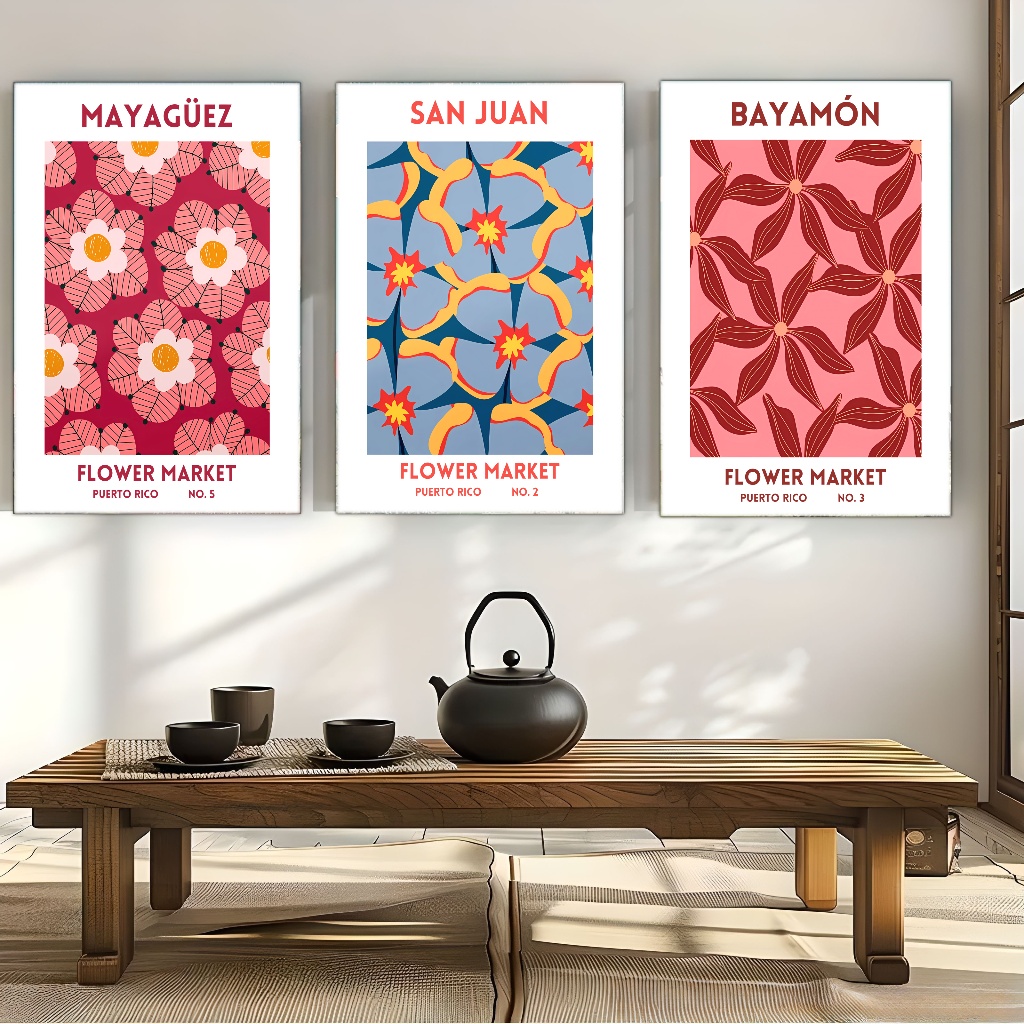 MAYAGÜEZ
FLOWER MARKET
PUERTO RICO NO. 5
SAN JUAN
FLOWER MARKET
PUERTO RICO NO. 2
BAYAMÓN
FLOWER MARKET
PUERTO RICO NO. 3